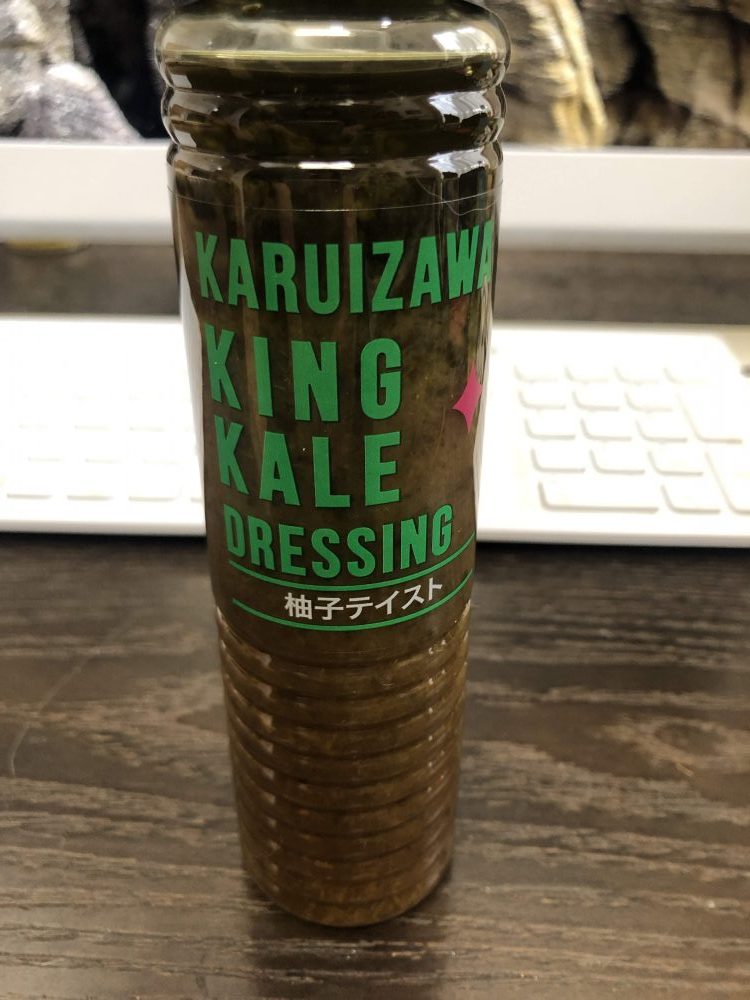 KARUIZAWA
KING
KALE
DRESSING
柚子テイスト